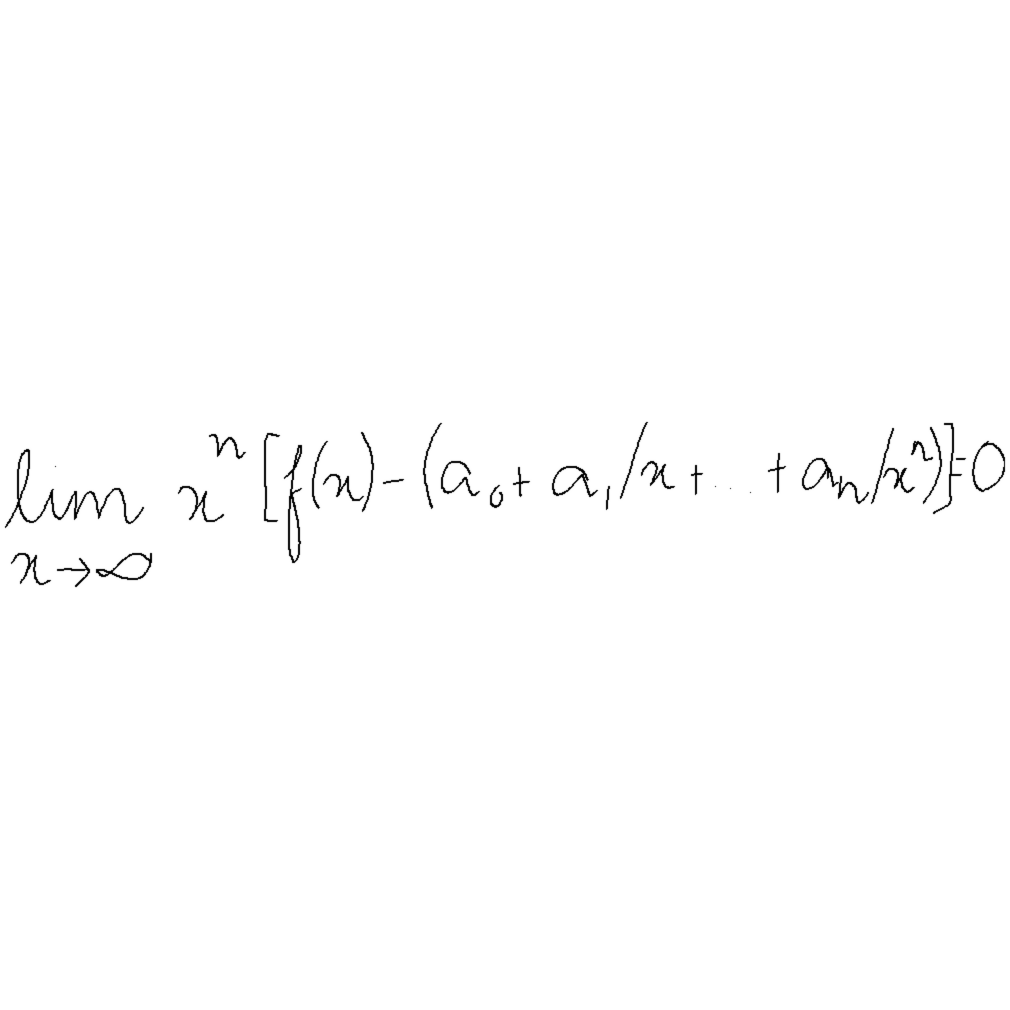 lim x^n [f(x) - (a_0 + a_1/x + ... + a_n/x^n)] = 0
x→∞